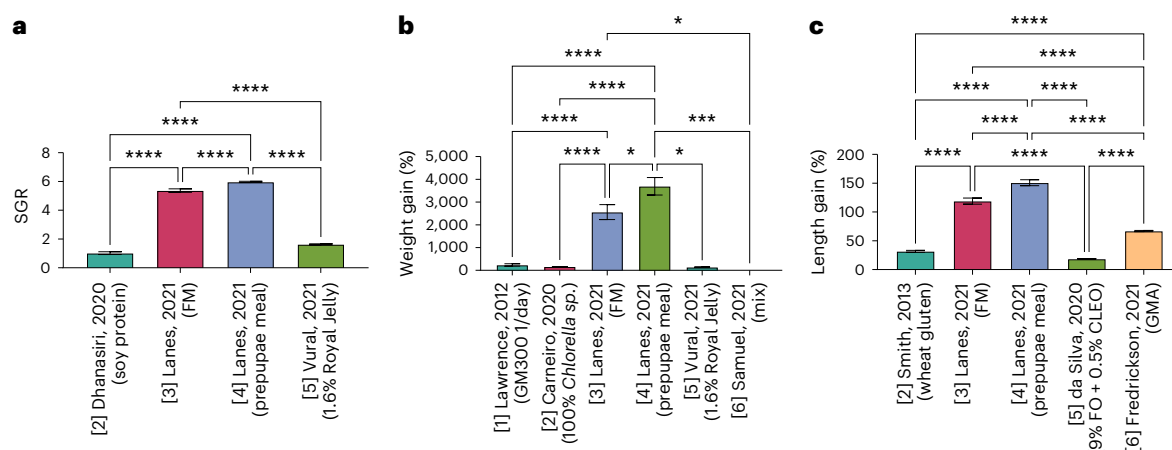 a
****
****
**** **** ****
SGR
8
6
4
2
0
[2] Dhanasiri, 2020
(soy protein)
[3] Lanes, 2021
(FM)
[4] Lanes, 2021
(prepupae meal)
[5] Vural, 2021
(1.6% Royal Jelly)
b
*
****
****
**** ***
**** * *
Weight gain (%)
5,000
4,000
3,000
2,000
1,000
0
[1] Lawrence, 2012
(GM300 1/day)
[2] Carneiro, 2020
(100% Chlorella sp.)
[3] Lanes, 2021
(FM)
[4] Lanes, 2021
(prepupae meal)
[5] Vural, 2021
(1.6% Royal Jelly)
[6] Samuel, 2021
(mix)
c
****
****
**** ****
**** ****
**** **** ****
Length gain (%)
200
150
100
50
0
[2] Smith, 2013
(wheat gluten)
[3] Lanes, 2021
(FM)
[4] Lanes, 2021
(prepupae meal)
[5] da Silva, 2020
9% FO + 0.5% CLEO)
[6] Fredrickson, 2021
(GMA)